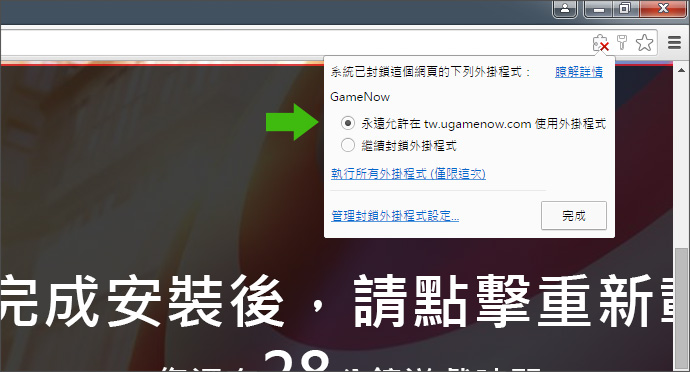 系統已封鎖這個網頁的下列外掛程式： 瞭解詳情
GameNow
永遠允許在 tw.ugamenow.com 使用外掛程式
繼續封鎖外掛程式
執行所有外掛程式 (僅限這次)
管理封鎖外掛程式設定... 完成
完成安裝後，請點擊重新
28